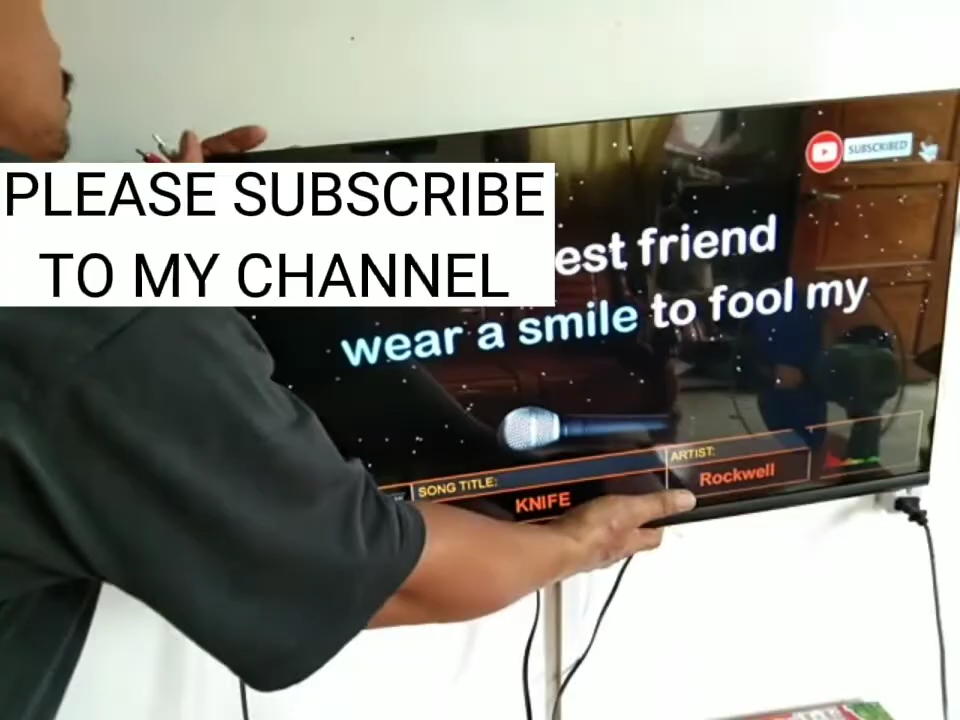 PLEASE SUBSCRIBE
TO MY CHANNEL
SUBSCRIBED
est friend
wear a smile to fool my
SONG TITLE:
KNIFE
ARTIST:
Rockwell